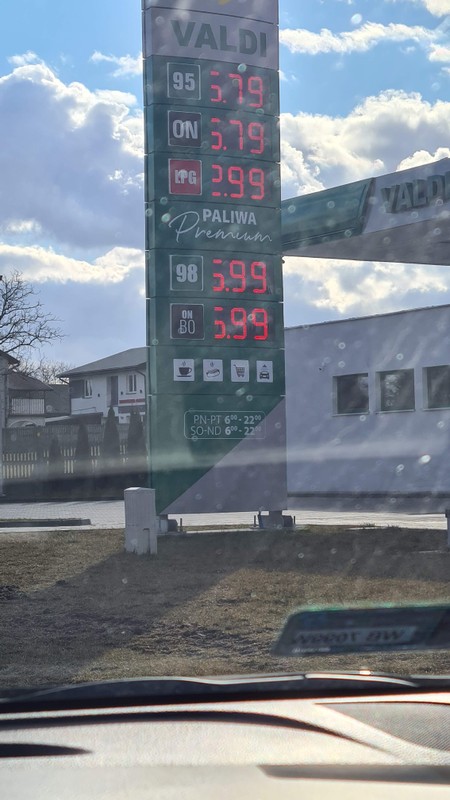 VALDI
95 5.79
ON 5.79
LPG 2.99
PALIWA
Premium
98 5.99
ON BO 5.99
PN-PT 6⁰⁰-22⁰⁰
SO-ND 6⁰⁰-22⁰⁰
VALDI